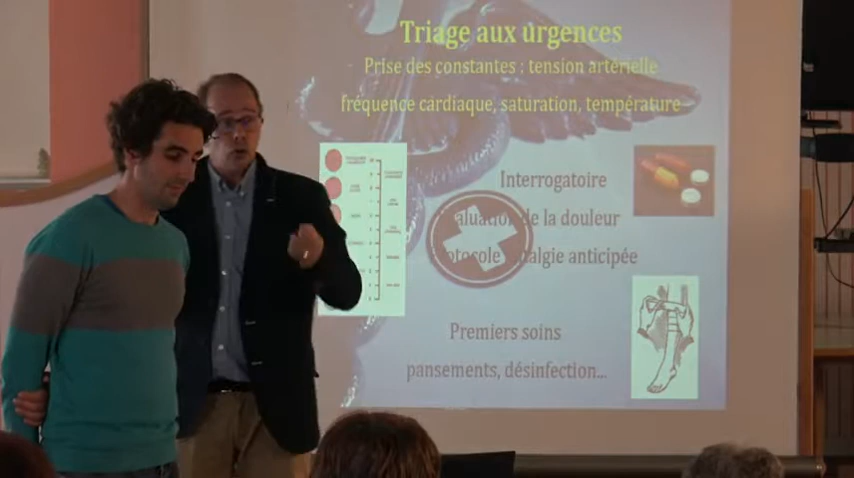 Triage aux urgences
Prise des constantes : tension artérielle
fréquence cardiaque, saturation, température
Interrogatoire
de la douleur
anticipée
Premiers soins
pansements, désinfection...